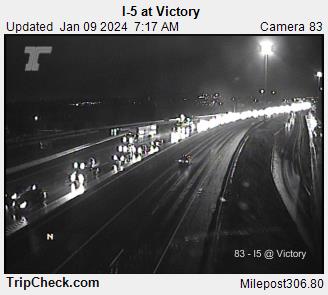 I-5 at Victory
Updated Jan 09 2024 7:17 AM Camera 83
T
N
83 - I5 @ Victory
TripCheck.com Milepost306.80